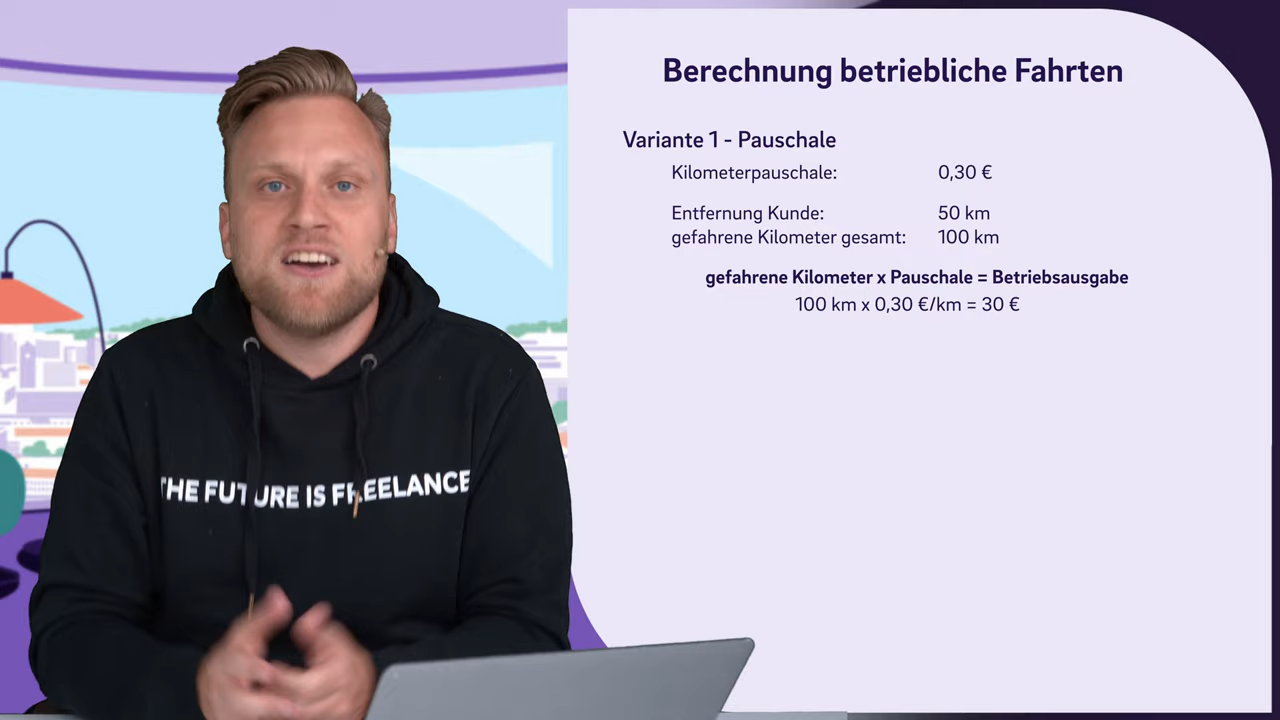 Berechnung betriebliche Fahrten
Variante 1 - Pauschale
Kilometerpauschale: 0,30 €
Entfernung Kunde: 50 km
gefahrene Kilometer gesamt: 100 km
gefahrene Kilometer x Pauschale = Betriebsausgabe
100 km x 0,30 €/km = 30 €
THE FUTURE IS FREELANCE